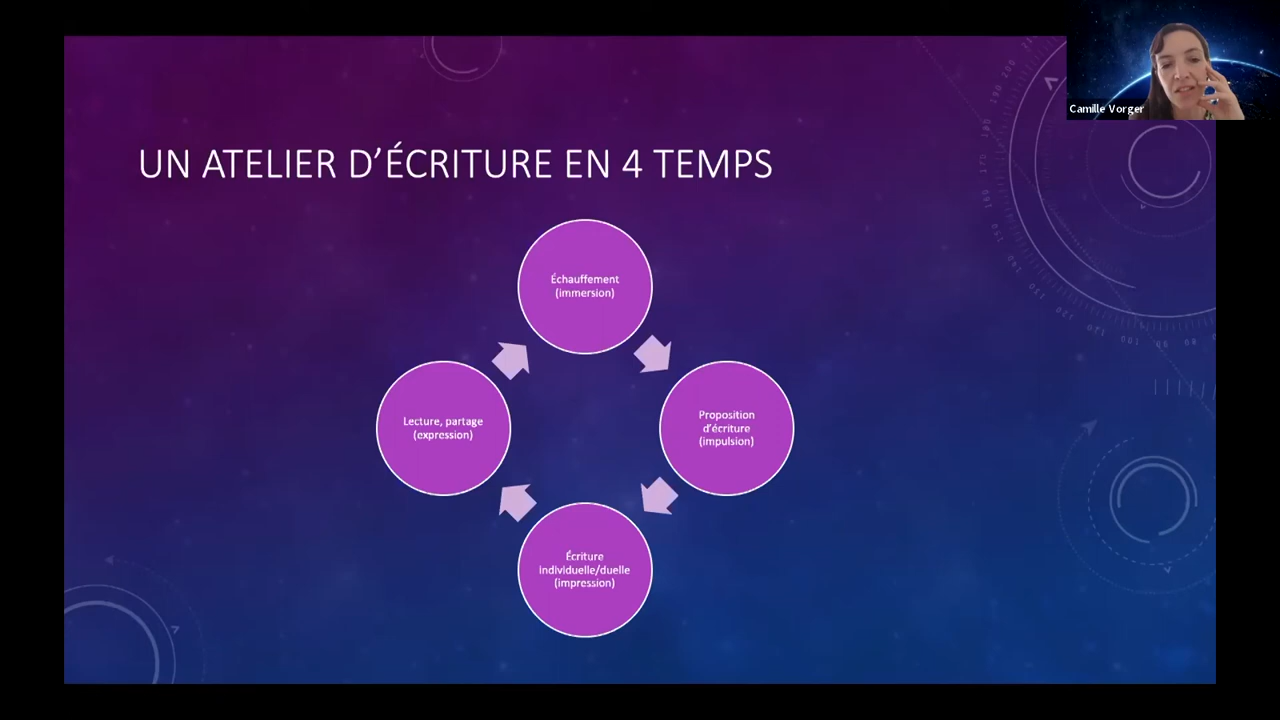 Camille Vorger
UN ATELIER D'ÉCRITURE EN 4 TEMPS
Échauffement
(immersion)
Proposition
d'écriture
(impulsion)
Écriture
individuelle/duelle
(impression)
Lecture, partage
(expression)